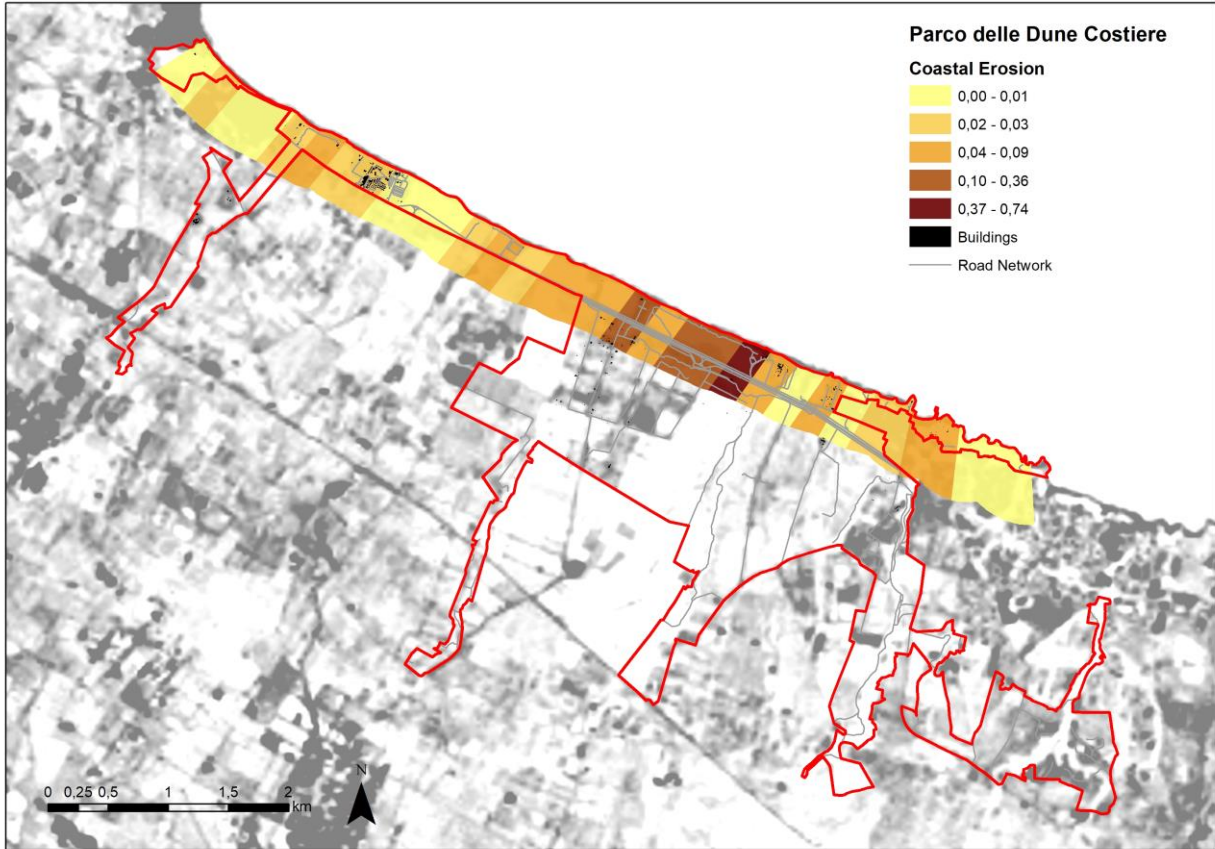 Parco delle Dune Costiere
Coastal Erosion
0,00 - 0,01
0,02 - 0,03
0,04 - 0,09
0,10 - 0,36
0,37 - 0,74
Buildings
Road Network
N
0 0,25 0,5 1 1,5 2
km